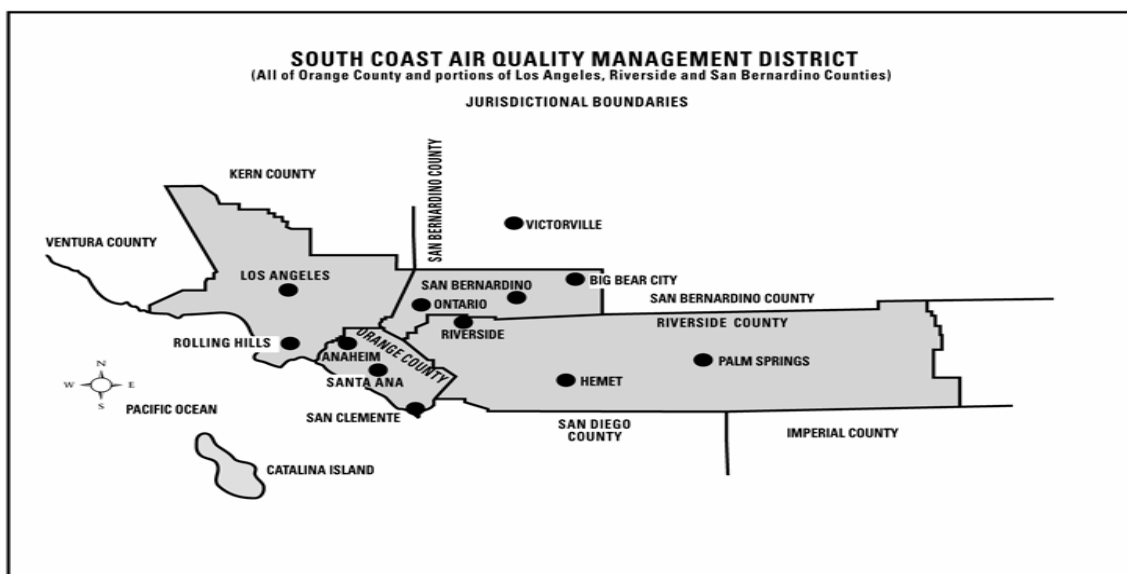 SOUTH COAST AIR QUALITY MANAGEMENT DISTRICT
(All of Orange County and portions of Los Angeles, Riverside and San Bernardino Counties)
JURISDICTIONAL BOUNDARIES
KERN COUNTY
SAN BERNARDINO COUNTY
VICTORVILLE
VENTURA COUNTY
LOS ANGELES
SAN BERNARDINO
BIG BEAR CITY
ONTARIO
SAN BERNARDINO COUNTY
RIVERSIDE COUNTY
RIVERSIDE
ROLLING HILLS
ANAHEIM
ORANGE COUNTY
PALM SPRINGS
SANTA ANA
HEMET
N
W E
S
PACIFIC OCEAN
SAN CLEMENTE
SAN DIEGO
COUNTY
IMPERIAL COUNTY
CATALINA ISLAND